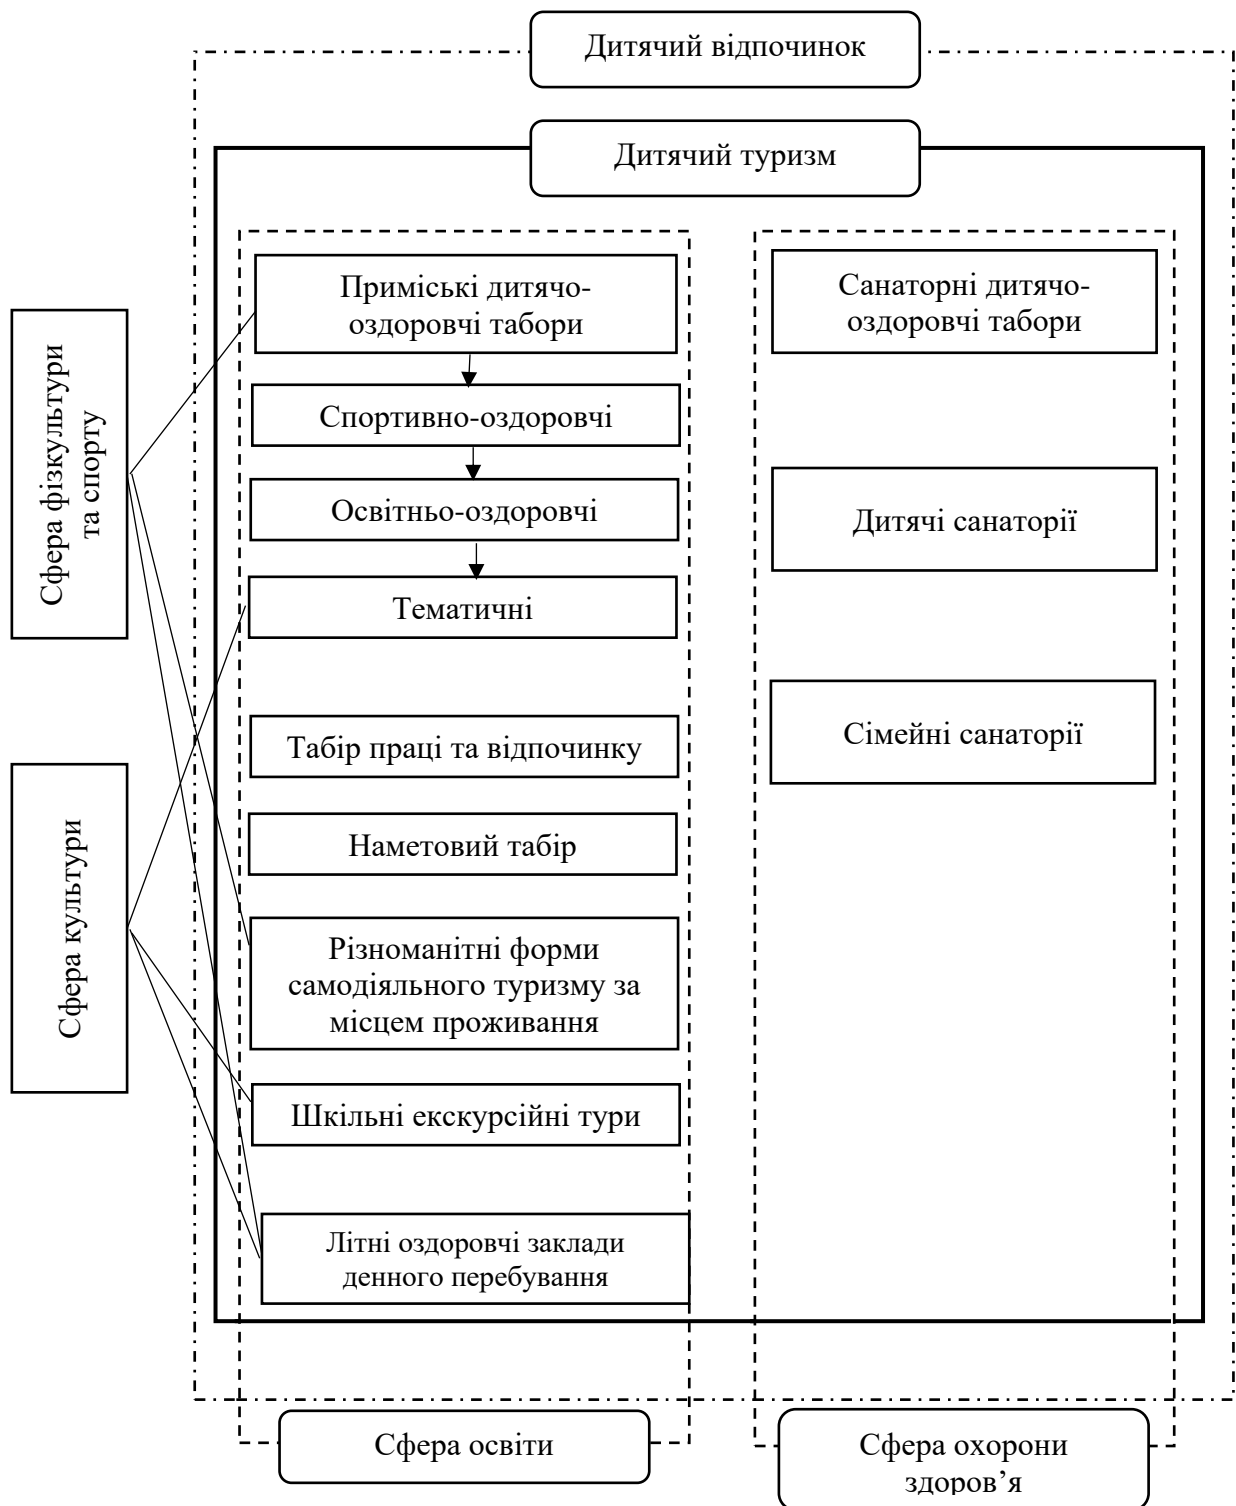 Дитячий відпочинок
Дитячий туризм
Приміські дитячо-
оздоровчі табори
Спортивно-оздоровчі
Освітньо-оздоровчі
Тематичні
Табір праці та відпочинку
Наметовий табір
Різноманітні форми
самодіяльного туризму за
місцем проживання
Шкільні екскурсійні тури
Літні оздоровчі заклади
денного перебування
Санаторні дитячо-
оздоровчі табори
Дитячі санаторії
Сімейні санаторії
Сфера фізкультури
та спорту
Сфера культури
Сфера освіти
Сфера охорони
здоров’я